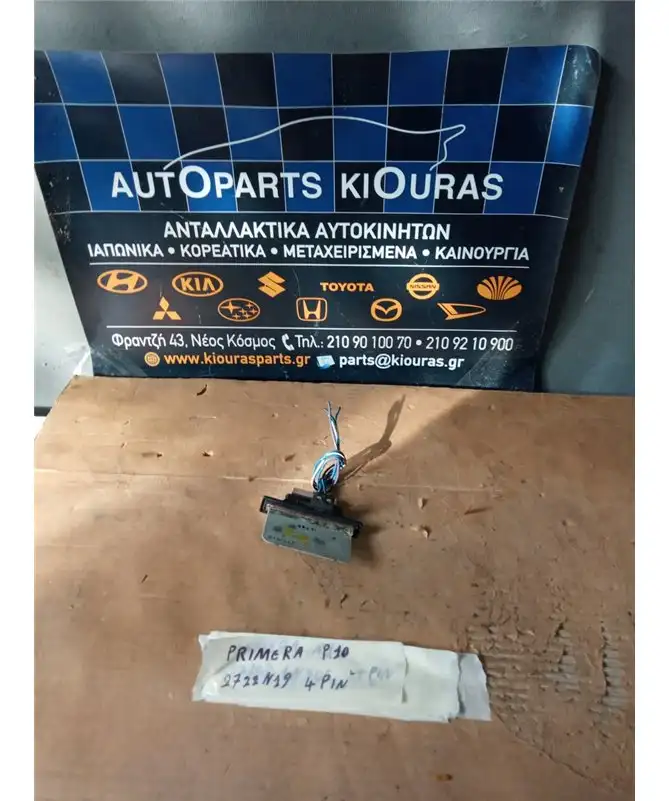 AUTOPARTS KIOURAS
ΑΝΤΑΛΛΑΚΤΙΚΑ ΑΥΤΟΚΙΝΗΤΩΝ
ΙΑΠΩΝΙΚΑ • ΚΟΡΕΑΤΙΚΑ • ΜΕΤΑΧΕΙΡΙΣΜΕΝΑ • ΚΑΙΝΟΥΡΓΙΑ
KIA TOYOTA NISSAN
Φραντζή 43, Νέος Κόσμος Τηλ.: 210 90 100 70 • 210 92 10 900
www.kiourasparts.gr parts@kiouras.gr
PRIMERA P10
2722N19 4 PIN